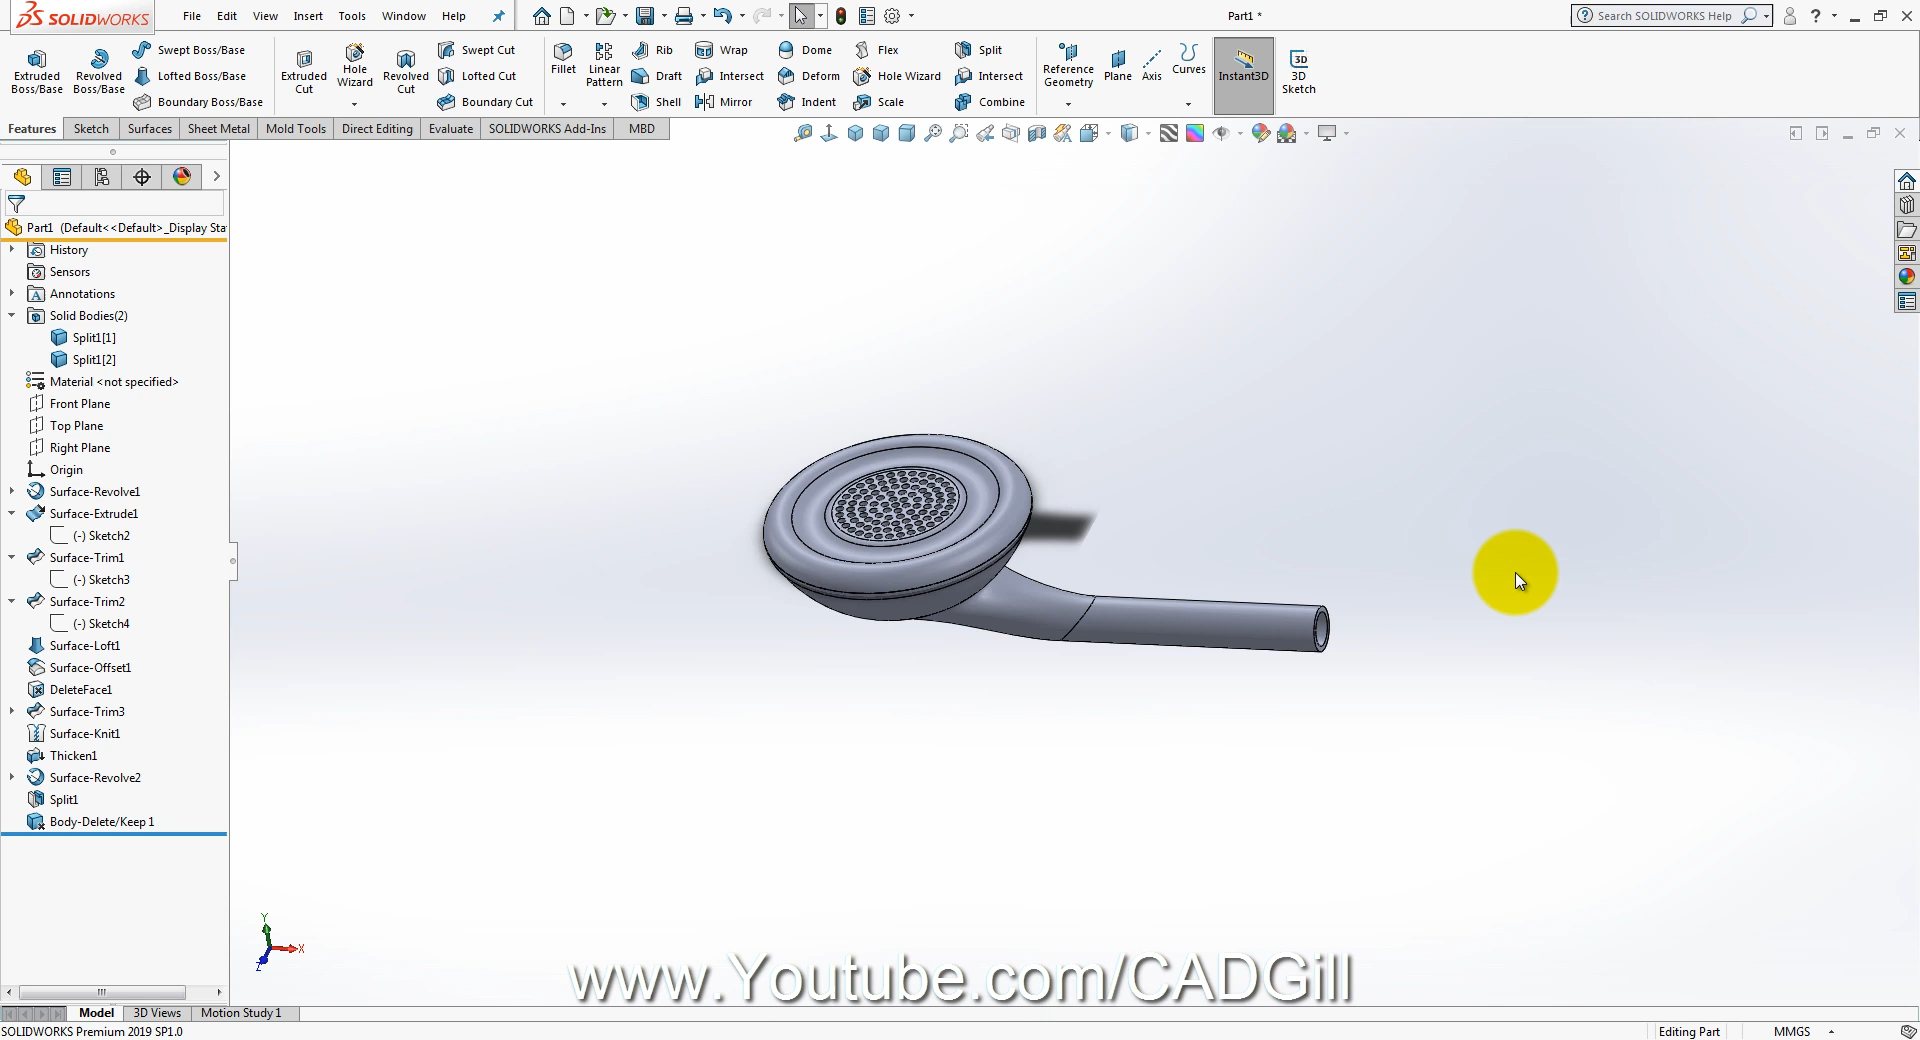 SOLIDWORKS File Edit View Insert Tools Window Help Part1 * Search SOLIDWORKS Help
Extruded Boss/Base
Revolved Boss/Base
Swept Boss/Base
Lofted Boss/Base
Boundary Boss/Base
Extruded Cut
Hole Wizard
Revolved Cut
Swept Cut
Lofted Cut
Boundary Cut
Fillet
Linear Pattern
Rib
Draft
Shell
Wrap
Intersect
Mirror
Dome
Deform
Indent
Flex
Hole Wizard
Scale
Split
Intersect
Combine
Reference Geometry
Plane
Axis
Curves
Instant3D
3D Sketch
Features Sketch Surfaces Sheet Metal Mold Tools Direct Editing Evaluate SOLIDWORKS Add-Ins MBD
Part1 (Default<<Default>_Display Sta
History
Sensors
Annotations
Solid Bodies(2)
Split1[1]
Split1[2]
Material <not specified>
Front Plane
Top Plane
Right Plane
Origin
Surface-Revolve1
Surface-Extrude1
(-) Sketch2
Surface-Trim1
(-) Sketch3
Surface-Trim2
(-) Sketch4
Surface-Loft1
Surface-Offset1
DeleteFace1
Surface-Trim3
Surface-Knit1
Thicken1
Surface-Revolve2
Split1
Body-Delete/Keep 1
Y
X
Z
www.Youtube.com/CADGill
Model 3D Views Motion Study 1
SOLIDWORKS Premium 2019 SP1.0 Editing Part MMGS